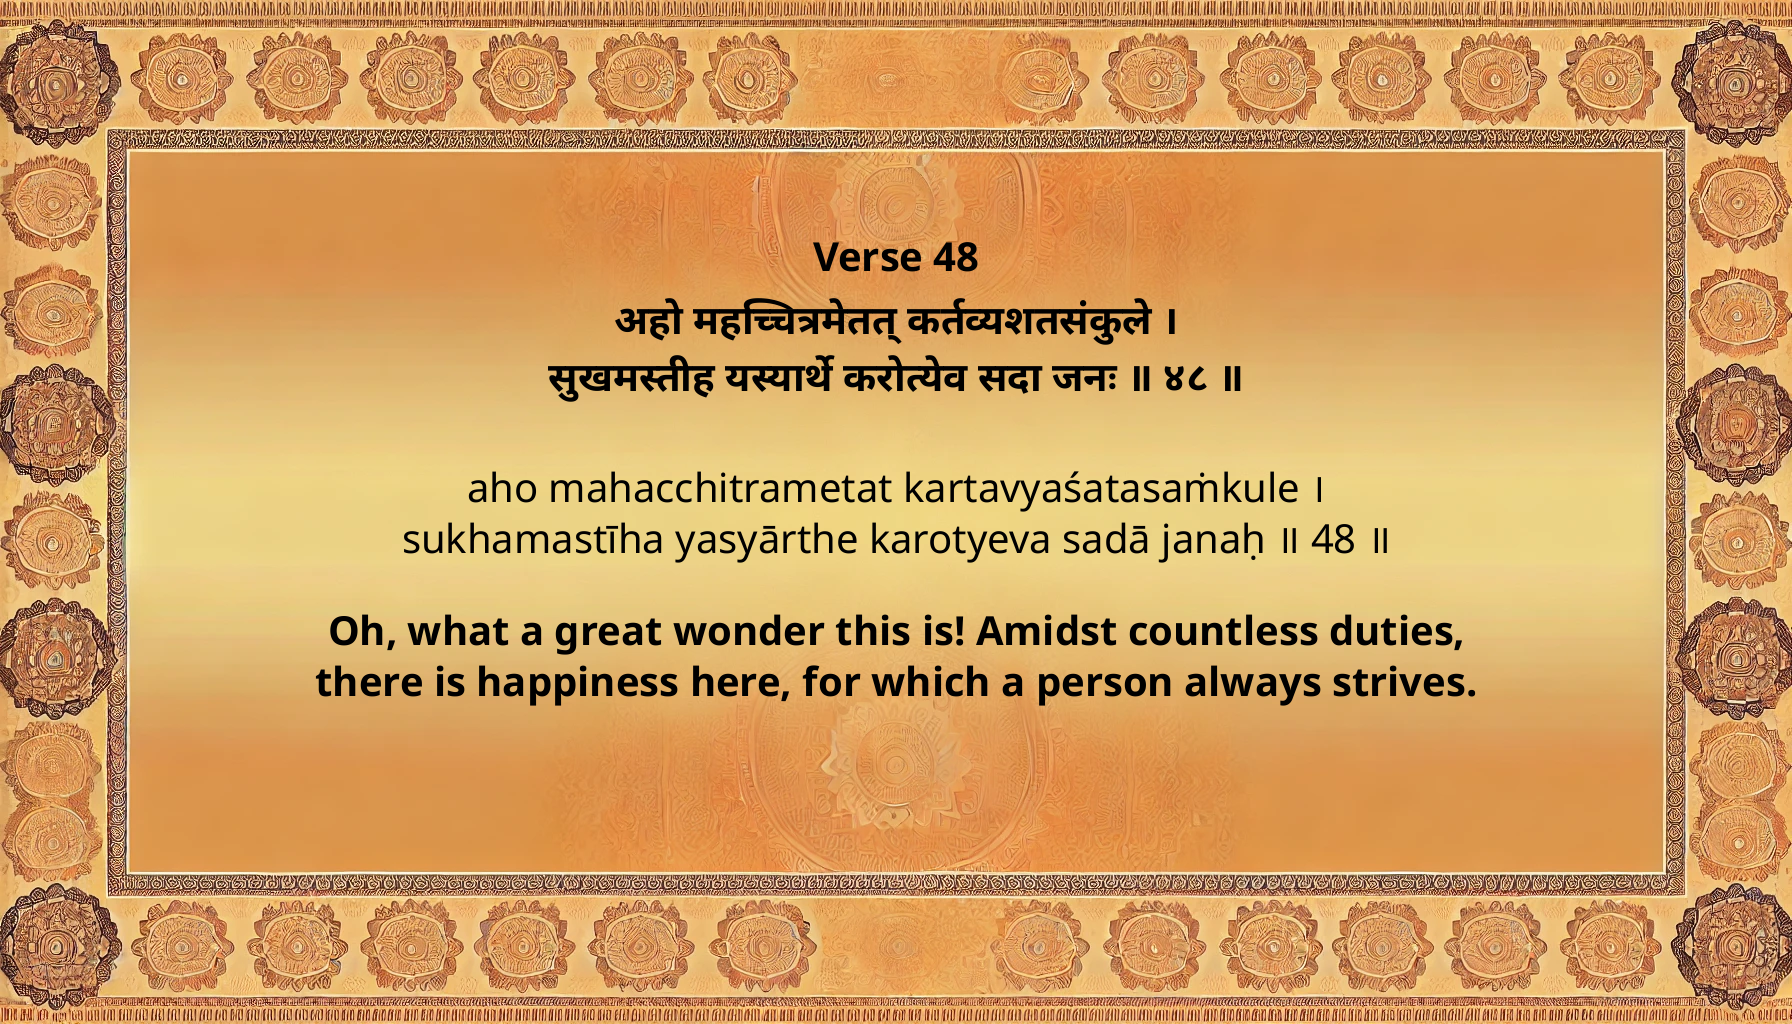 Verse 48
अहो महच्चित्रमेतत् कर्तव्यशतसंकुले ।
सुखमस्तीह यस्यार्थे करोत्येव सदा जनः ॥ ४८ ॥
aho mahacchitrametat kartavyaśatasaṁkule ।
sukhamastīha yasyārthe karotyeva sadā janaḥ ॥ 48 ॥
Oh, what a great wonder this is! Amidst countless duties,
there is happiness here, for which a person always strives.